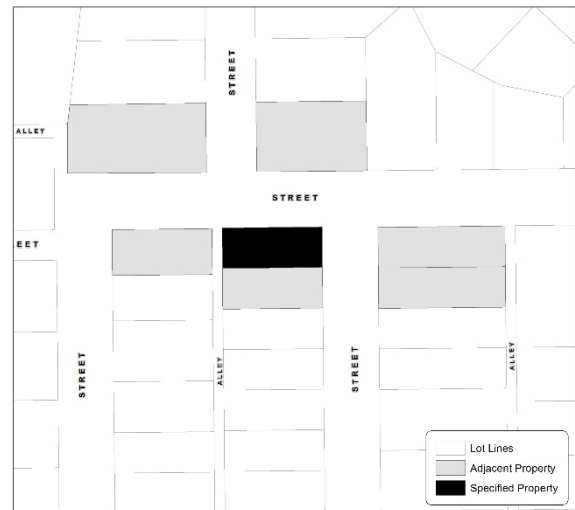 STREET
ALLEY
STREET
EET
STREET
ALLEY
STREET
ALLEY
Lot Lines
Adjacent Property
Specified Property